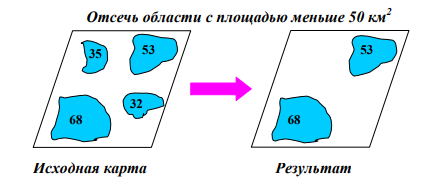 Отсечь области с площадью меньше 50 км²
35
53
53
32
68
68
Исходная карта
Результат